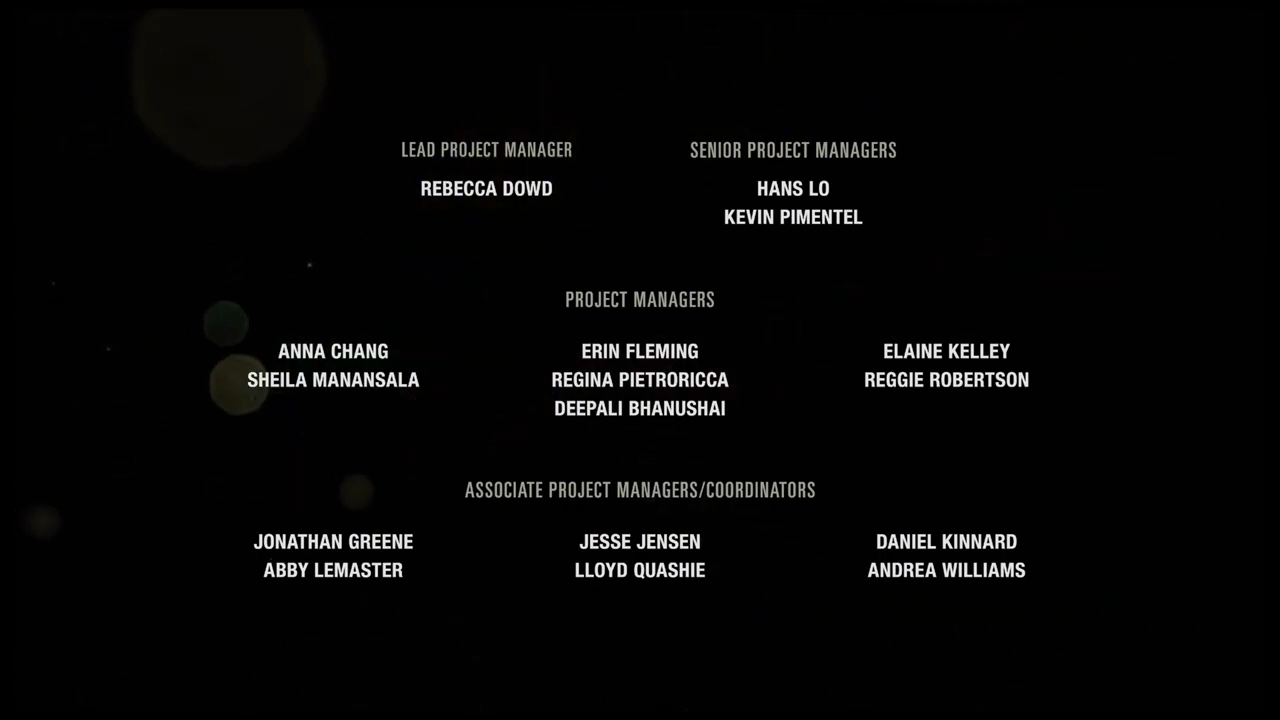 LEAD PROJECT MANAGER
REBECCA DOWD
SENIOR PROJECT MANAGERS
HANS LO
KEVIN PIMENTEL
PROJECT MANAGERS
ANNA CHANG
SHEILA MANANSALA
ERIN FLEMING
REGINA PIETRORICCA
DEEPALI BHANUSHAI
ELAINE KELLEY
REGGIE ROBERTSON
ASSOCIATE PROJECT MANAGERS/COORDINATORS
JONATHAN GREENE
ABBY LEMASTER
JESSE JENSEN
LLOYD QUASHIE
DANIEL KINNARD
ANDREA WILLIAMS